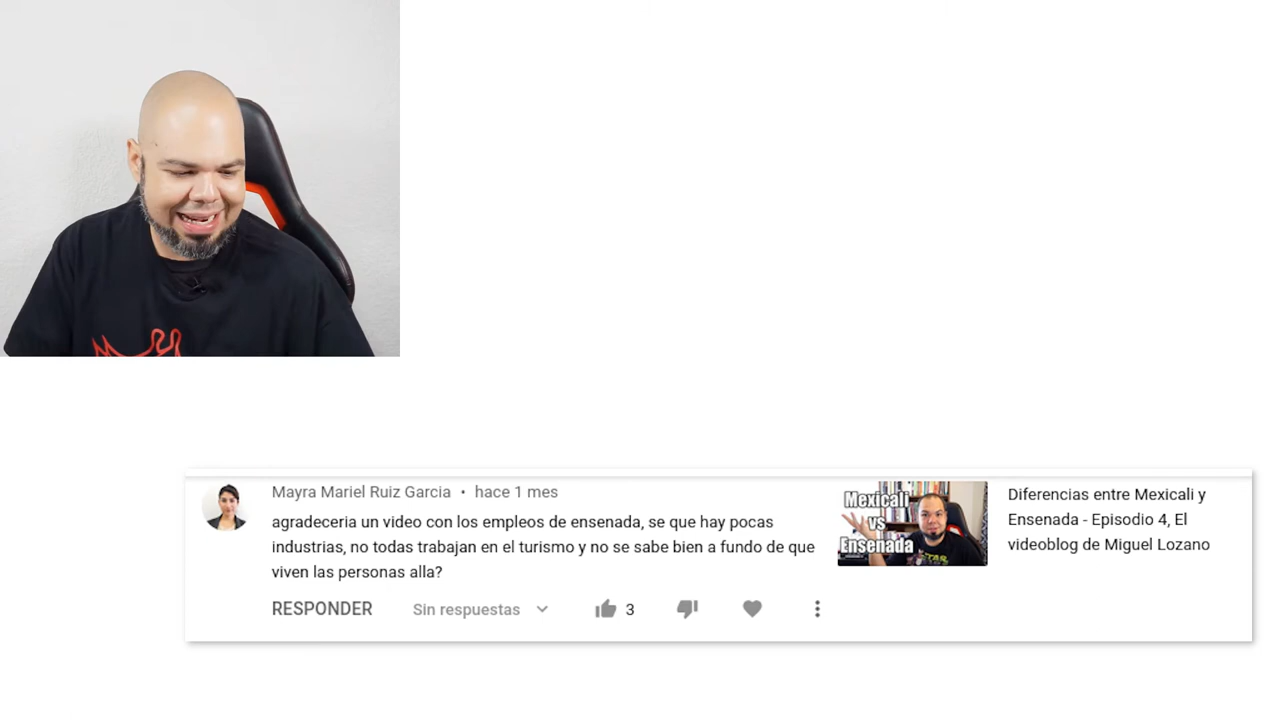 Mayra Mariel Ruiz Garcia • hace 1 mes
agradeceria un video con los empleos de ensenada, se que hay pocas
industrias, no todas trabajan en el turismo y no se sabe bien a fundo de que
viven las personas alla?
RESPONDER Sin respuestas 3
Mexicali
vs
Ensenada
Diferencias entre Mexicali y
Ensenada - Episodio 4, El
videoblog de Miguel Lozano